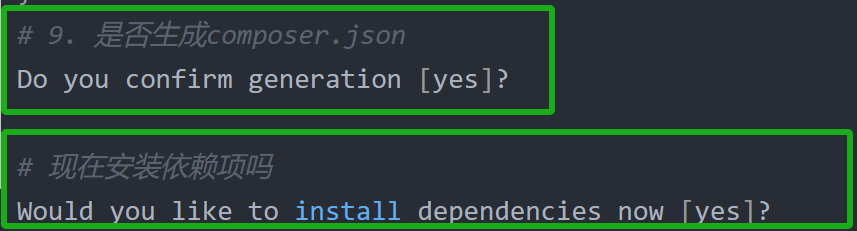 # 9. 是否生成composer.json
Do you confirm generation [yes]?
# 现在安装依赖项吗
Would you like to install dependencies now [yes]?